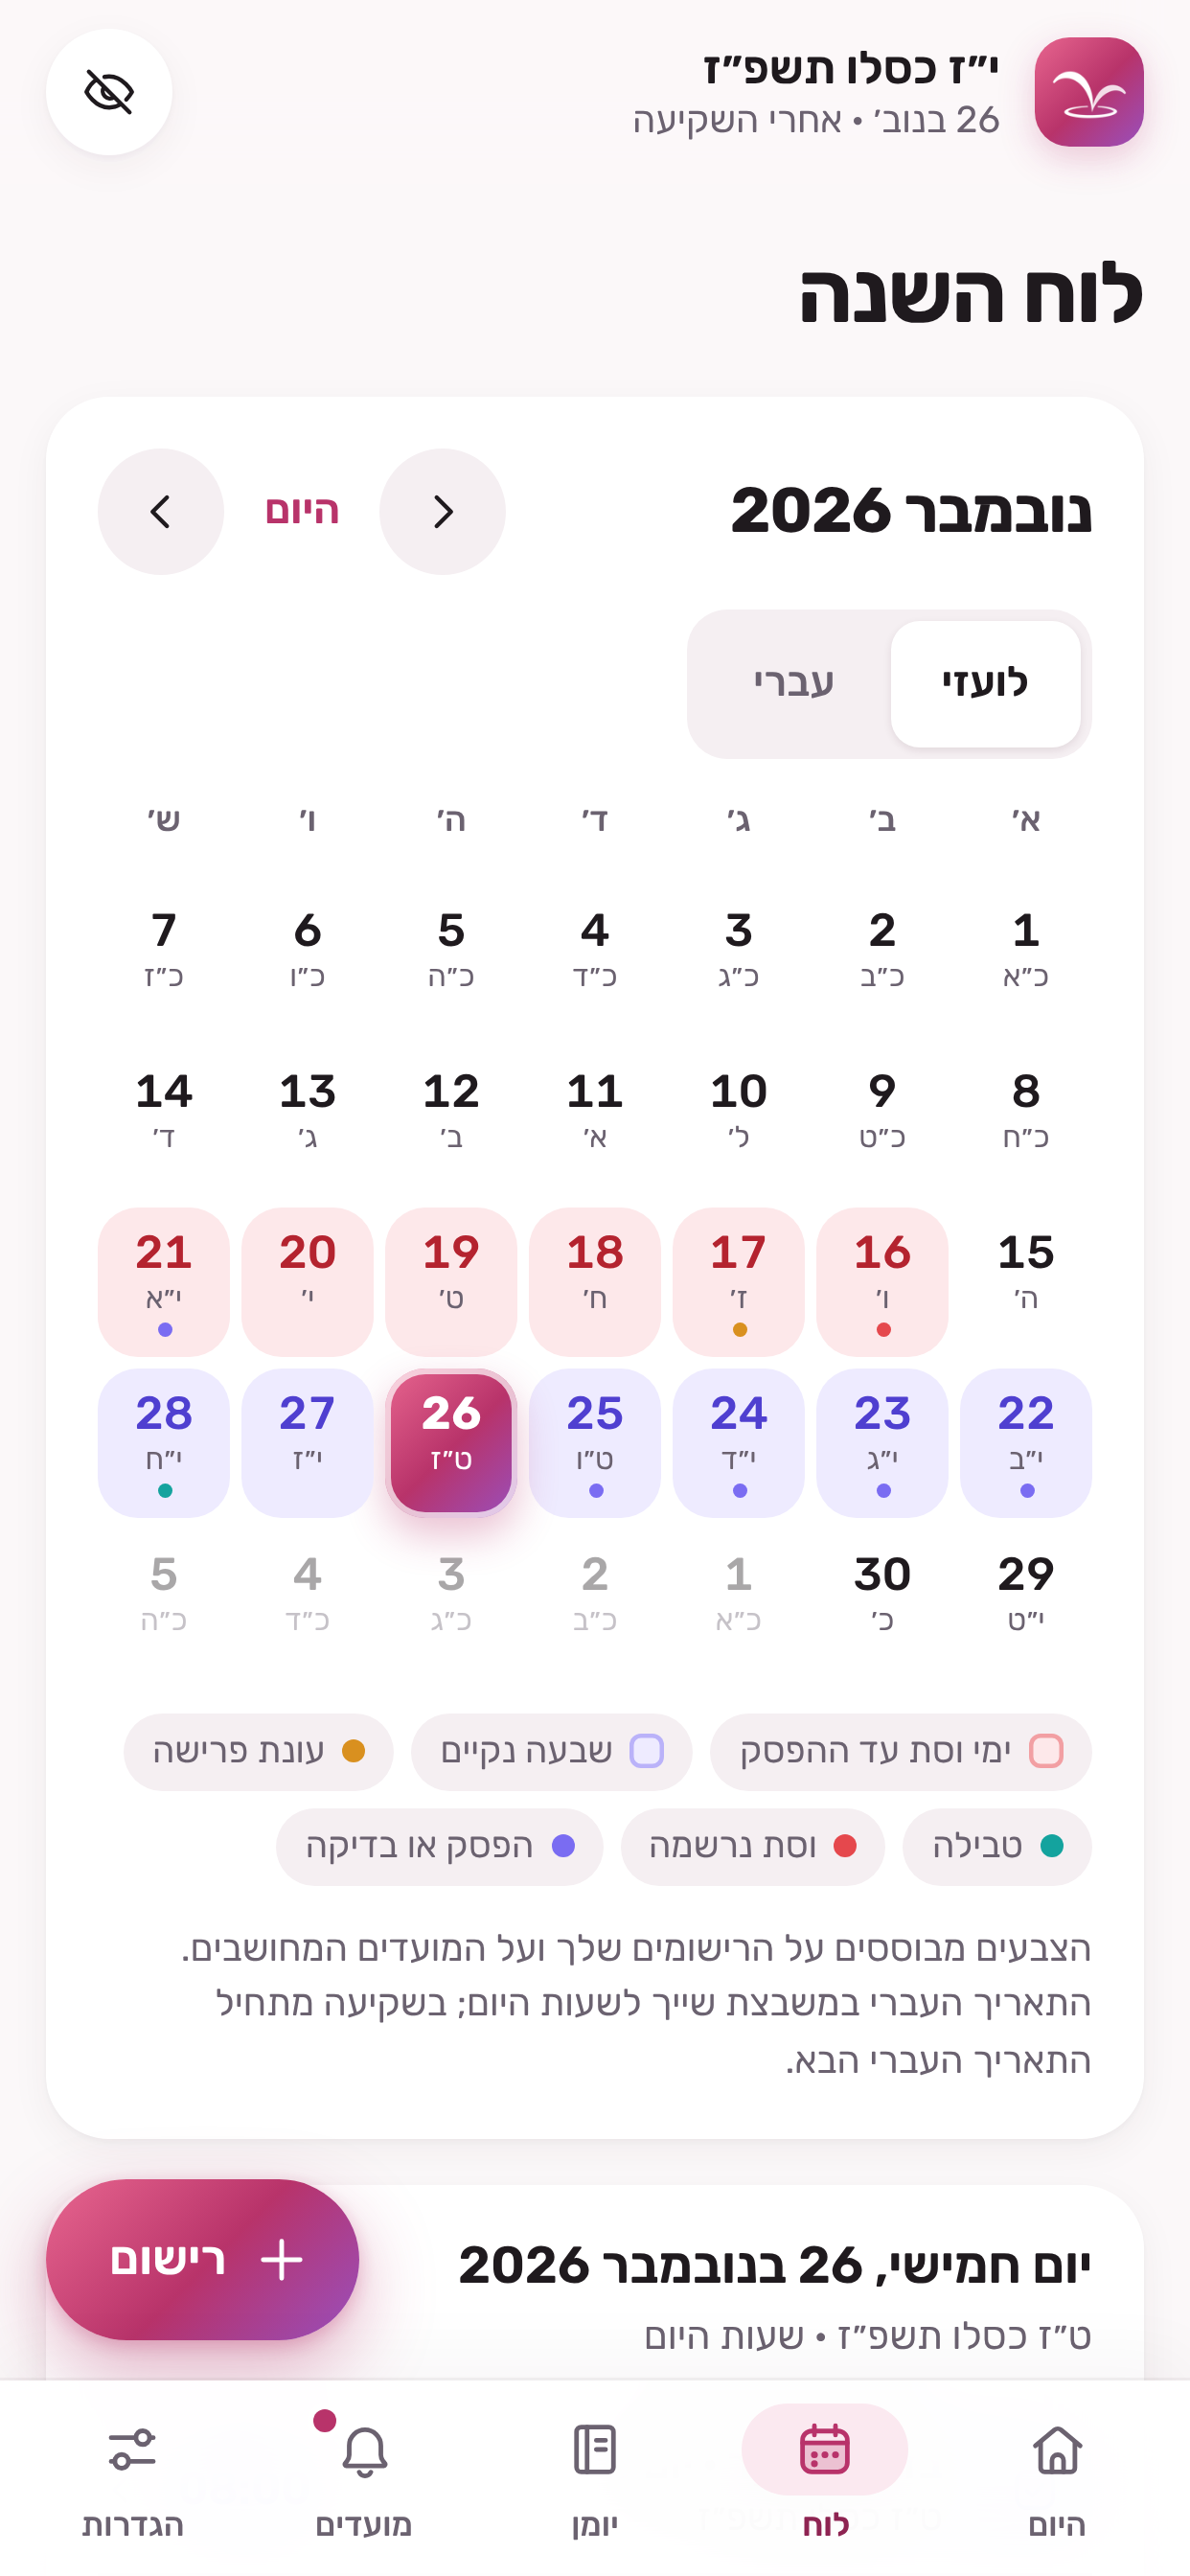 י״ז כסלו תשפ״ז
26 בנוב׳ • אחרי השקיעה
לוח השנה
נובמבר 2026
היום
לועזי עברי
א׳ ב׳ ג׳ ד׳ ה׳ ו׳ ש׳
1 2 3 4 5 6 7
כ״א כ״ב כ״ג כ״ד כ״ה כ״ו כ״ז
8 9 10 11 12 13 14
כ״ח כ״ט ל׳ א׳ ב׳ ג׳ ד׳
15 16 17 18 19 20 21
ה׳ ו׳ ז׳ ח׳ ט׳ י׳ י״א
22 23 24 25 26 27 28
י״ב י״ג י״ד ט״ו ט״ז י״ז י״ח
29 30 1 2 3 4 5
י״ט כ׳ כ״א כ״ב כ״ג כ״ד כ״ה
ימי וסת עד ההפסק שבעה נקיים עונת פרישה
טבילה וסת נרשמה הפסק או בדיקה
הצבעים מבוססים על הרישומים שלך ועל המועדים המחושבים.
התאריך העברי במשבצת שייך לשעות היום; בשקיעה מתחיל
התאריך העברי הבא.
יום חמישי, 26 בנובמבר 2026
רישום
ט״ז כסלו תשפ״ז • שעות היום
היום לוח יומן מועדים הגדרות